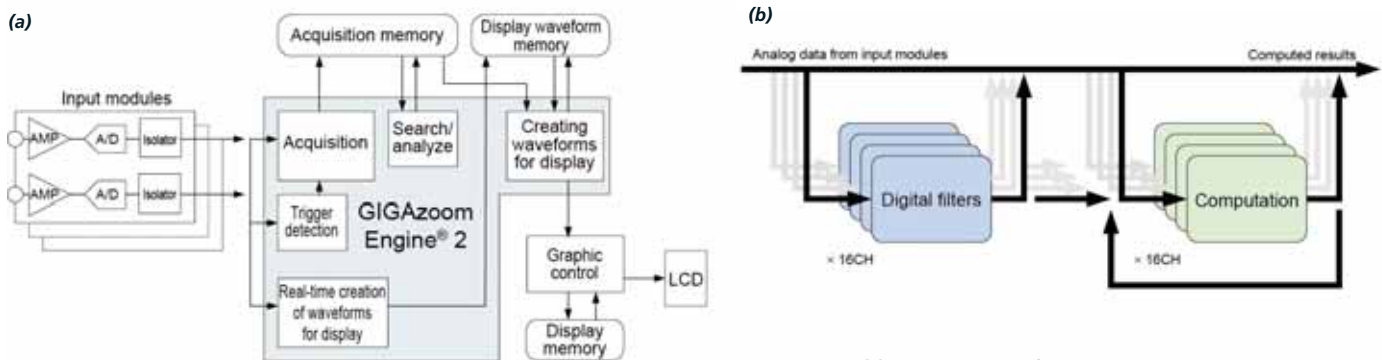 (a)
Acquisition memory
Display waveform
memory
Input modules
AMP
A/D
Isolator
AMP
A/D
Isolator
Acquisition
Search/
analyze
Creating
waveforms
for display
Trigger
detection
GIGAzoom
Engine® 2
Real-time creation
of waveforms
for display
Graphic
control
LCD
Display
memory
(b)
Analog data from input modules
Computed results
Digital filters
× 16CH
Computation
× 16CH